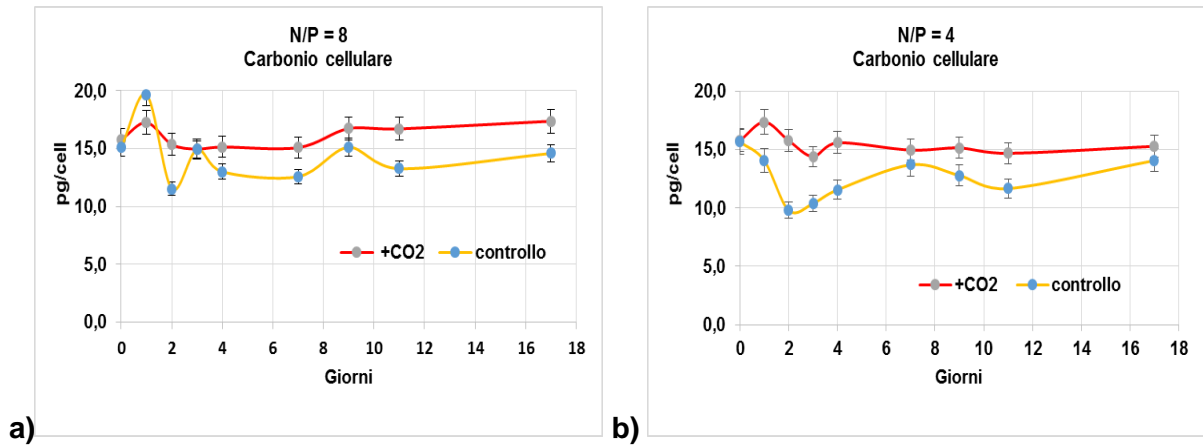 N/P = 8
Carbonio cellulare
20,0
15,0
10,0
5,0
0,0
pg/cell
+CO2 controllo
0 2 4 6 8 10 12 14 16 18
Giorni
a)
N/P = 4
Carbonio cellulare
20,0
15,0
10,0
5,0
0,0
pg/cell
+CO2 controllo
0 2 4 6 8 10 12 14 16 18
Giorni
b)